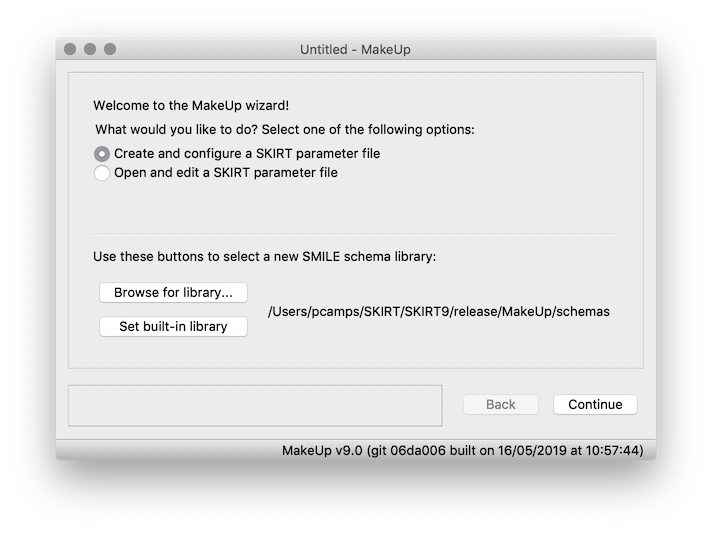 Untitled - MakeUp
Welcome to the MakeUp wizard!
What would you like to do? Select one of the following options:
Create and configure a SKIRT parameter file
Open and edit a SKIRT parameter file
Use these buttons to select a new SMILE schema library:
Browse for library...
/Users/pcamps/SKIRT/SKIRT9/release/MakeUp/schemas
Set built-in library
Back
Continue
MakeUp v9.0 (git 06da006 built on 16/05/2019 at 10:57:44)